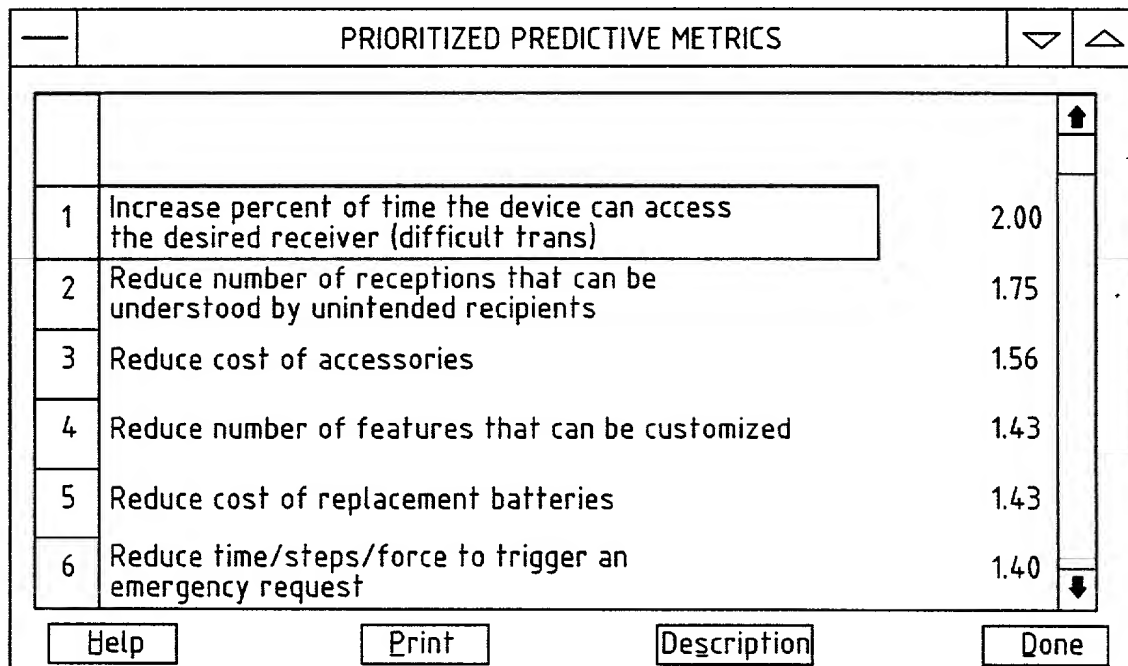 PRIORITIZED PREDICTIVE METRICS
1 Increase percent of time the device can access
the desired receiver (difficult trans) 2.00
2 Reduce number of receptions that can be
understood by unintended recipients 1.75
3 Reduce cost of accessories 1.56
4 Reduce number of features that can be customized 1.43
5 Reduce cost of replacement batteries 1.43
6 Reduce time/steps/force to trigger an
emergency request 1.40
Help Print Description Done